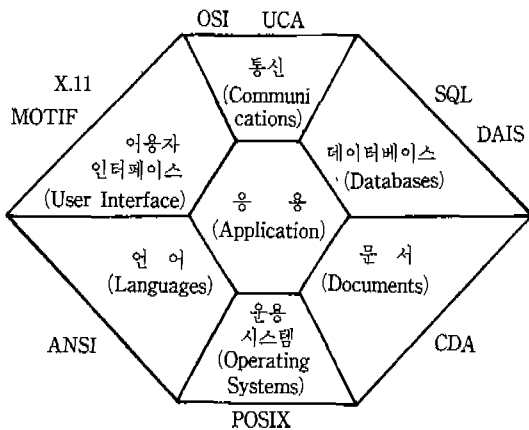 OSI UCA
통신
(Communi
cations)
X.11
MOTIF
이용자
인터페이스
(User Interface)
SQL
DAIS
데이터베이스
(Databases)
응 용
(Application)
언 어
(Languages)
문 서
(Documents)
운용
시스템
(Operating
Systems)
ANSI
CDA
POSIX